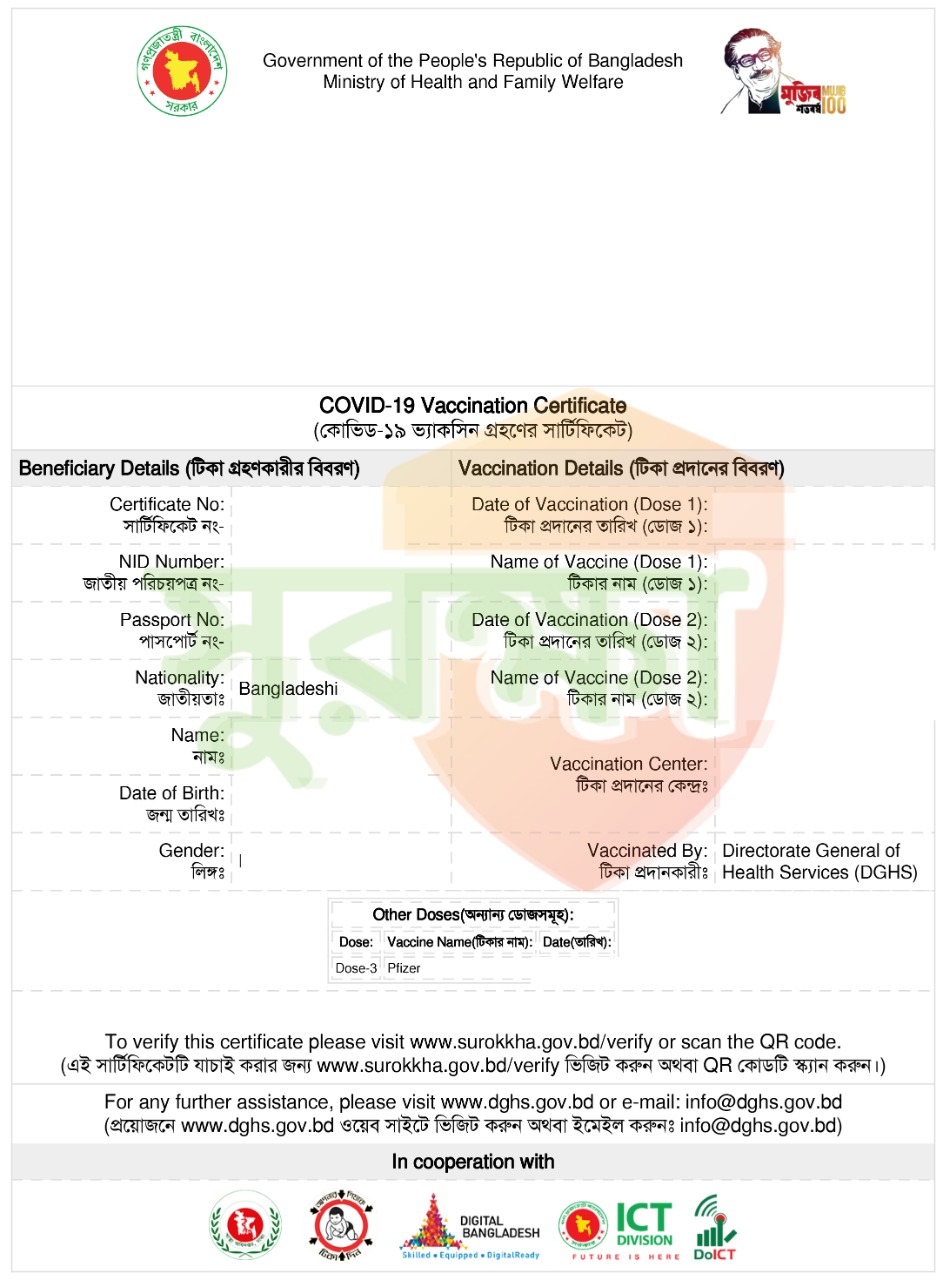 গণপ্রজাতন্ত্রী বাংলাদেশ
সরকার
Government of the People's Republic of Bangladesh
Ministry of Health and Family Welfare
মুজিব
শতবর্ষ
MUJIB
100
COVID-19 Vaccination Certificate
(কোভিড-১৯ ভ্যাকসিন গ্রহণের সার্টিফিকেট)
Beneficiary Details (টিকা গ্রহণকারীর বিবরণ)
Vaccination Details (টিকা প্রদানের বিবরণ)
সুরক্ষা
Certificate No:
সার্টিফিকেট নং-
Date of Vaccination (Dose 1):
টিকা প্রদানের তারিখ (ডোজ ১):
NID Number:
জাতীয় পরিচয়পত্র নং-
Name of Vaccine (Dose 1):
টিকার নাম (ডোজ ১):
Passport No:
পাসপোর্ট নং-
Date of Vaccination (Dose 2):
টিকা প্রদানের তারিখ (ডোজ ২):
Nationality:
জাতীয়তাঃ
Bangladeshi
Name of Vaccine (Dose 2):
টিকার নাম (ডোজ ২):
Name:
নামঃ
Vaccination Center:
টিকা প্রদানের কেন্দ্রঃ
Date of Birth:
জন্ম তারিখঃ
Gender:
লিঙ্গঃ
Vaccinated By:
টিকা প্রদানকারীঃ
Directorate General of
Health Services (DGHS)
Other Doses(অন্যান্য ডোজসমূহ):
Dose: Vaccine Name(টিকার নাম): Date(তারিখ):
Dose-3 Pfizer
To verify this certificate please visit www.surokkha.gov.bd/verify or scan the QR code.
(এই সার্টিফিকেটটি যাচাই করার জন্য www.surokkha.gov.bd/verify ভিজিট করুন অথবা QR কোডটি স্ক্যান করুন।)
For any further assistance, please visit www.dghs.gov.bd or e-mail: info@dghs.gov.bd
(প্রয়োজনে www.dghs.gov.bd ওয়েব সাইটে ভিজিট করুন অথবা ইমেইল করুনঃ info@dghs.gov.bd)
In cooperation with
আপনার শিশুকে
টিকা দিন
DIGITAL
BANGLADESH
Skilled • Equipped • DigitalReady
ICT
DIVISION
FUTURE IS HERE
DoICT